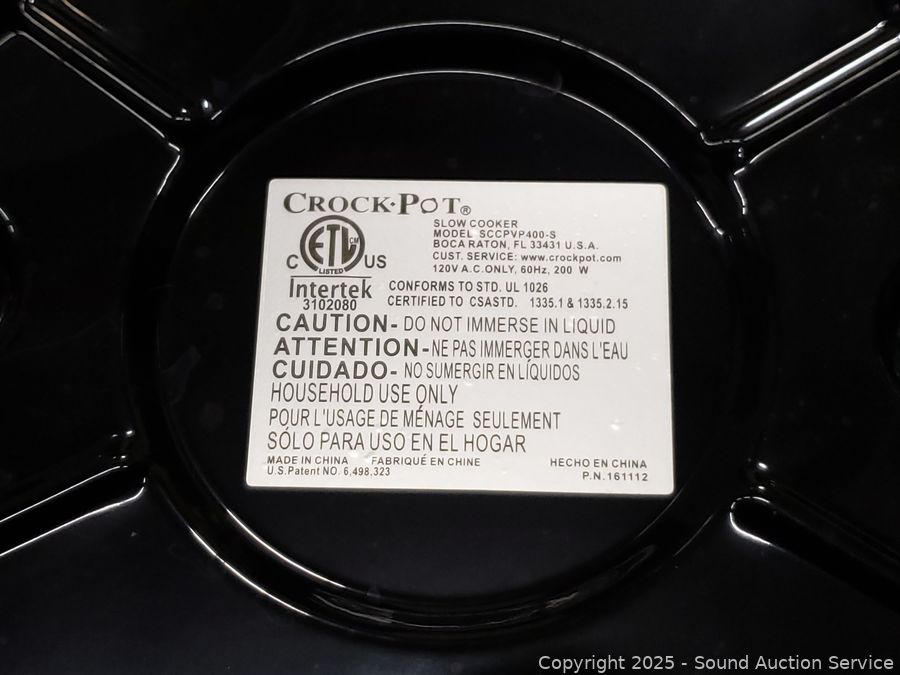 CROCK·POT®
SLOW COOKER
MODEL SCCPVP400-S
BOCA RATON, FL 33431 U.S.A.
CUST. SERVICE: www.crockpot.com
120V A.C.ONLY, 60Hz, 200 W
C ETL CM US
LISTED
Intertek
3102080
CONFORMS TO STD. UL 1026
CERTIFIED TO CSASTD. 1335.1 & 1335.2.15
CAUTION- DO NOT IMMERSE IN LIQUID
ATTENTION-NE PAS IMMERGER DANS L'EAU
CUIDADO- NO SUMERGIR EN LÍQUIDOS
HOUSEHOLD USE ONLY
POUR L'USAGE DE MÉNAGE SEULEMENT
SÓLO PARA USO EN EL HOGAR
MADE IN CHINA FABRIQUÉ EN CHINE HECHO EN CHINA
U.S.Patent NO. 6,498,323 P.N.161112
Copyright © 2025 - Sound Auction Service